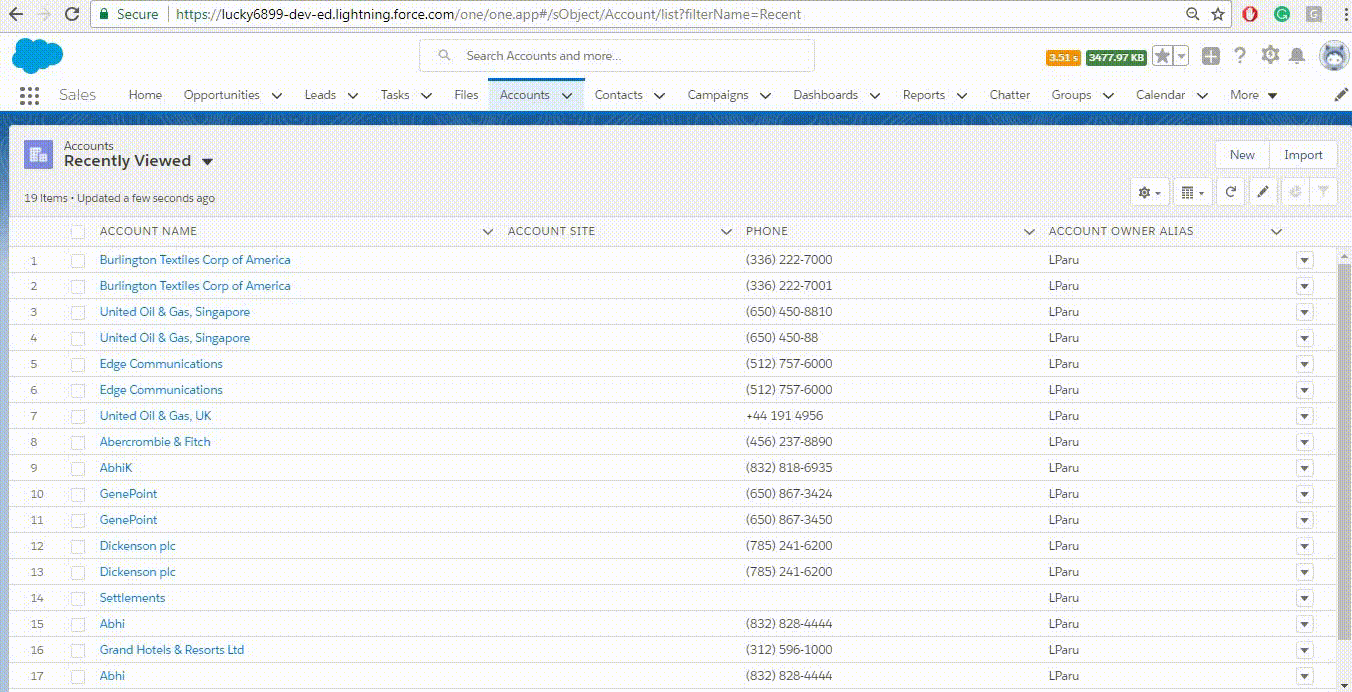 Secure https://lucky6899-dev-ed.lightning.force.com/one/one.app#/sObject/Account/list?filterName=Recent
Search Accounts and more...
3.51 s 3477.97 KB
Sales Home Opportunities Leads Tasks Files Accounts Contacts Campaigns Dashboards Reports Chatter Groups Calendar More
Accounts
Recently Viewed
New Import
19 Items • Updated a few seconds ago
ACCOUNT NAME ACCOUNT SITE PHONE ACCOUNT OWNER ALIAS
1 Burlington Textiles Corp of America (336) 222-7000 LParu
2 Burlington Textiles Corp of America (336) 222-7001 LParu
3 United Oil & Gas, Singapore (650) 450-8810 LParu
4 United Oil & Gas, Singapore (650) 450-88 LParu
5 Edge Communications (512) 757-6000 LParu
6 Edge Communications (512) 757-6000 LParu
7 United Oil & Gas, UK +44 191 4956 LParu
8 Abercrombie & Fitch (456) 237-8890 LParu
9 AbhiK (832) 818-6935 LParu
10 GenePoint (650) 867-3424 LParu
11 GenePoint (650) 867-3450 LParu
12 Dickenson plc (785) 241-6200 LParu
13 Dickenson plc (785) 241-6200 LParu
14 Settlements LParu
15 Abhi (832) 828-4444 LParu
16 Grand Hotels & Resorts Ltd (312) 596-1000 LParu
17 Abhi (832) 828-4444 LParu